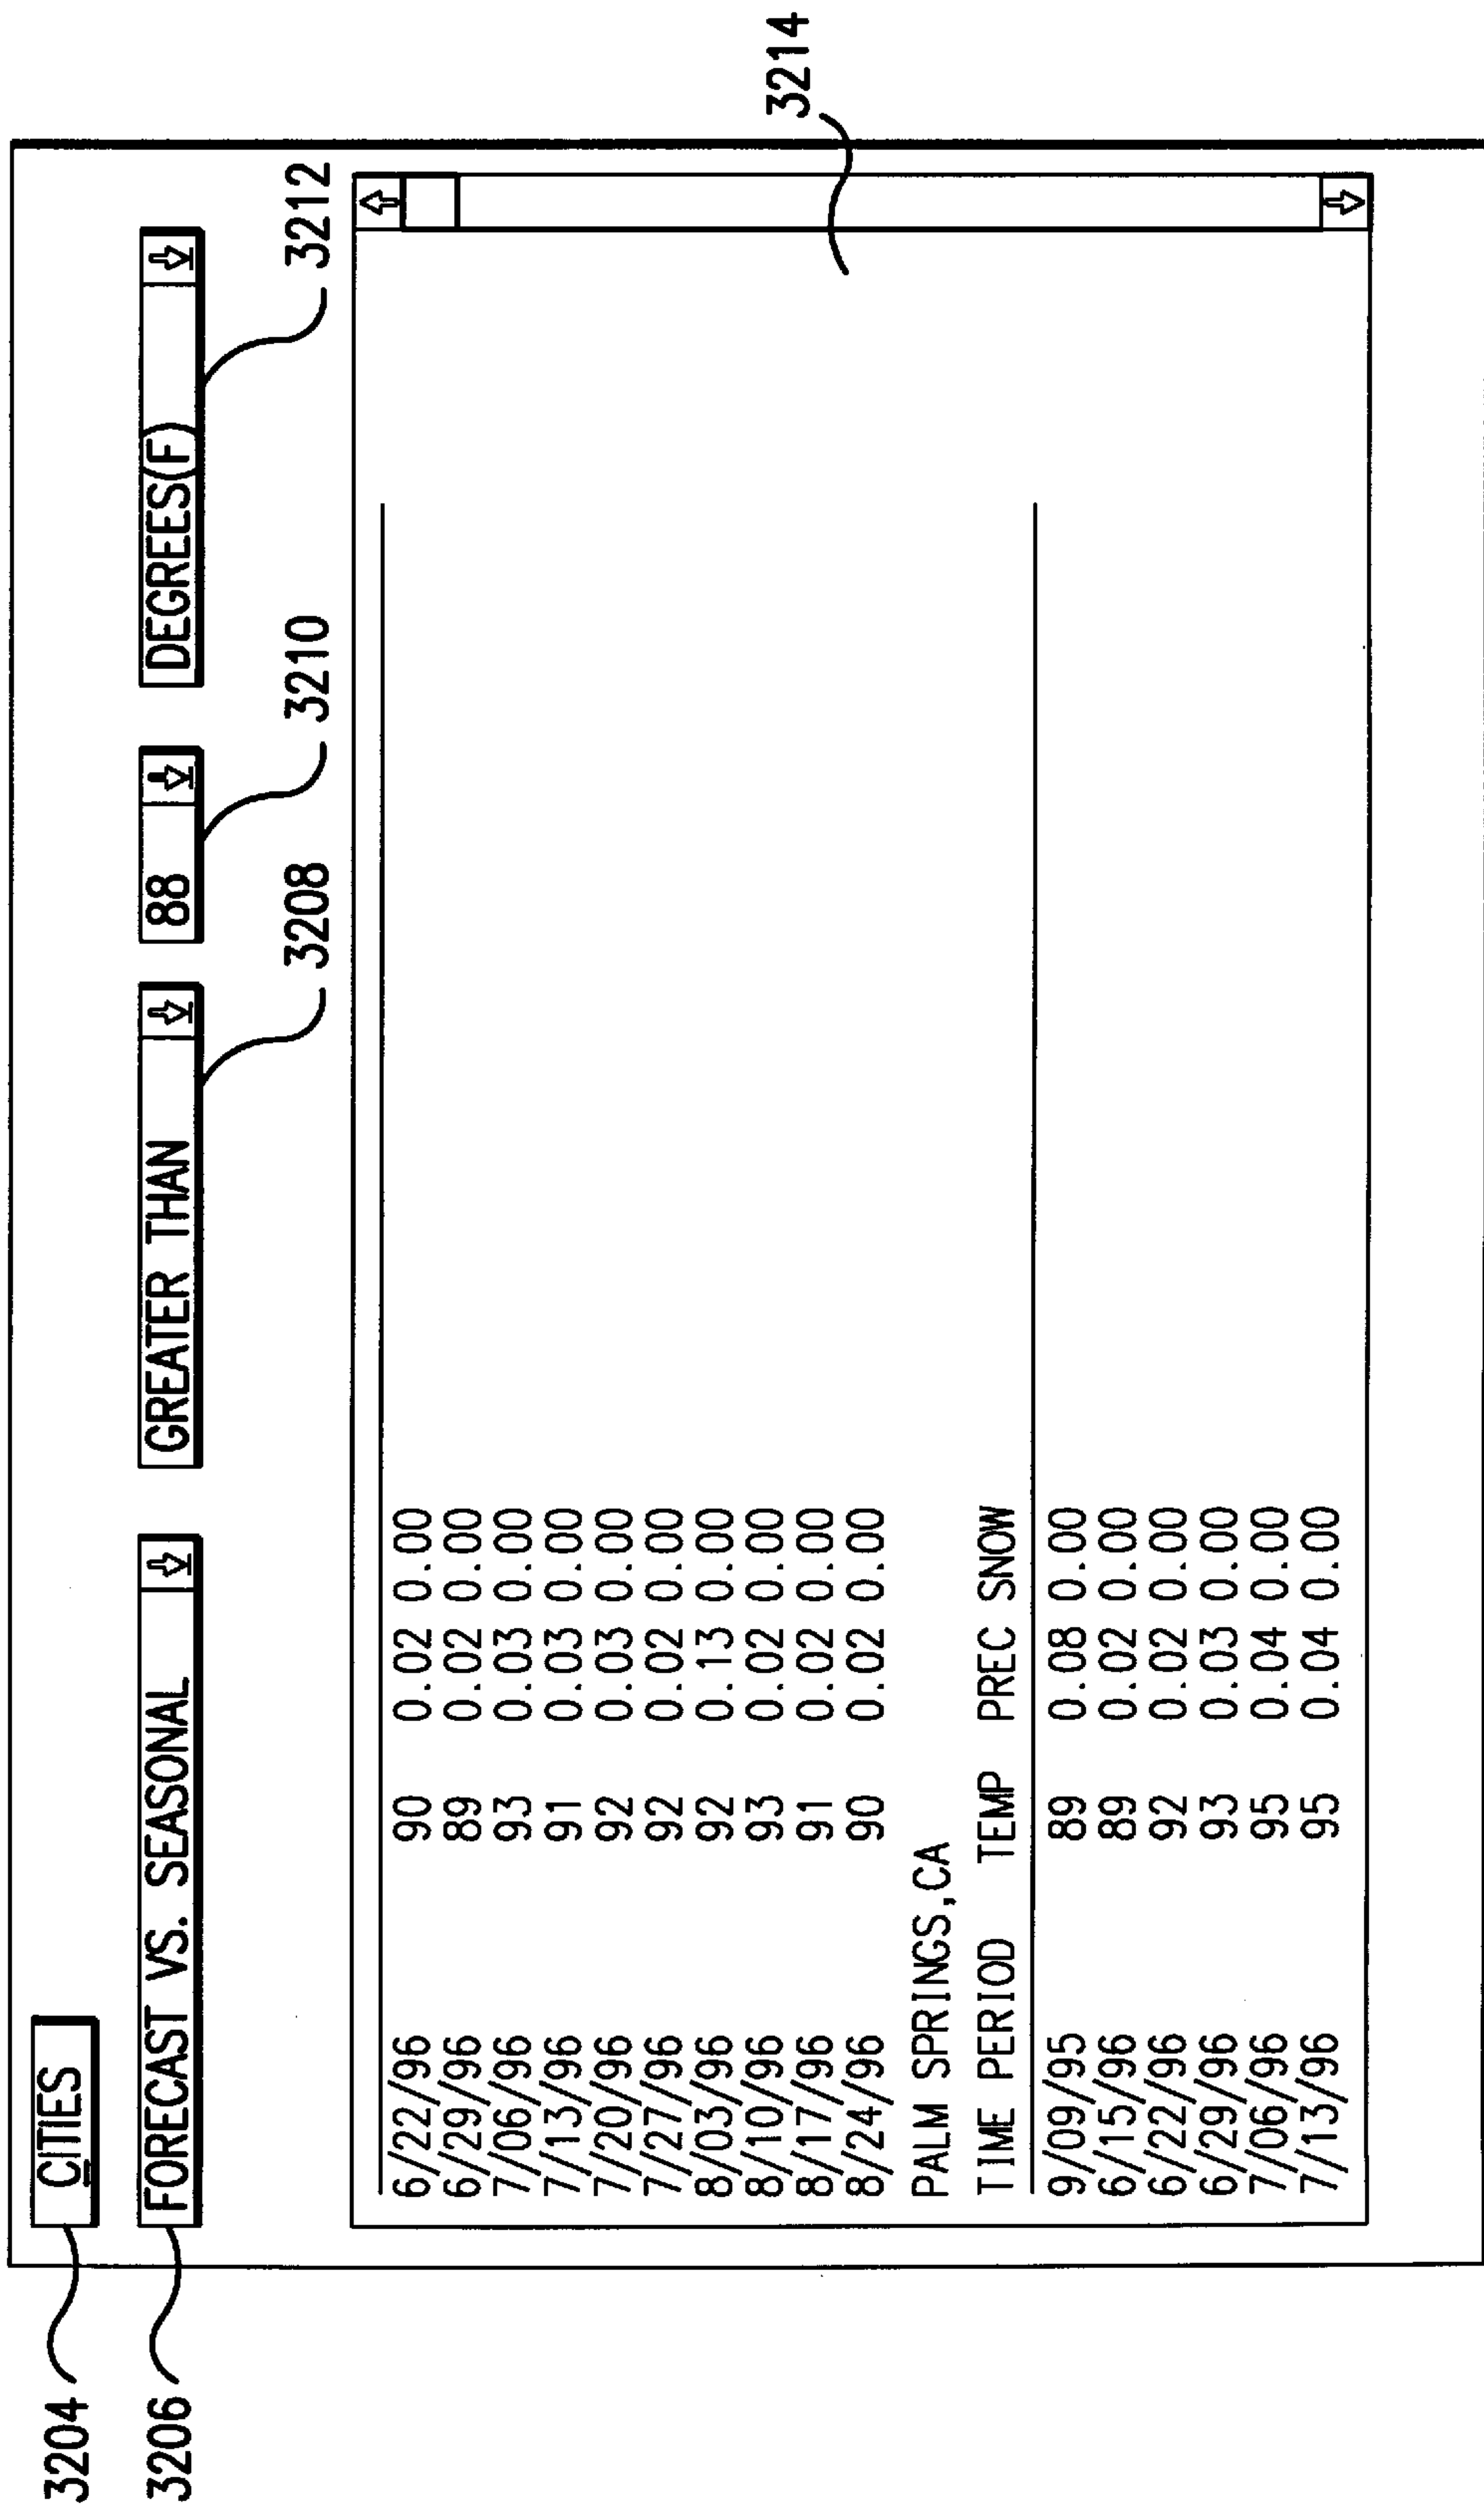 3204 CITIES
3206 FORECAST VS. SEASONAL GREATER THAN 88 DEGREES(F)
3208 3210 3212
6/22/96 90 0.02 0.00
6/29/96 89 0.02 0.00
7/06/96 93 0.03 0.00
7/13/96 91 0.03 0.00
7/20/96 92 0.03 0.00
7/27/96 92 0.02 0.00
8/03/96 92 0.13 0.00
8/10/96 93 0.02 0.00
8/17/96 91 0.02 0.00
8/24/96 90 0.02 0.00
3214
PALM SPRINGS,CA
TIME PERIOD TEMP PREC SNOW
9/09/95 89 0.08 0.00
6/15/96 89 0.02 0.00
6/22/96 92 0.02 0.00
6/29/96 93 0.03 0.00
7/06/96 95 0.04 0.00
7/13/96 95 0.04 0.00